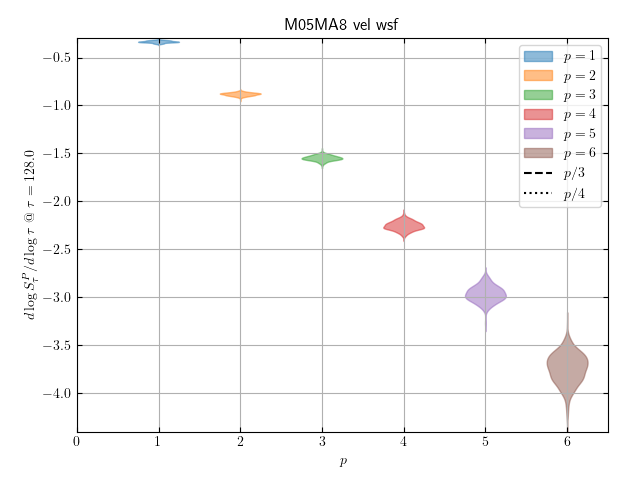 M05MA8 vel wsf
d log S_τ^P / d log τ @ τ = 128.0
−0.5
−1.0
−1.5
−2.0
−2.5
−3.0
−3.5
−4.0
0 1 2 3 4 5 6
p
p = 1
p = 2
p = 3
p = 4
p = 5
p = 6
p/3
p/4